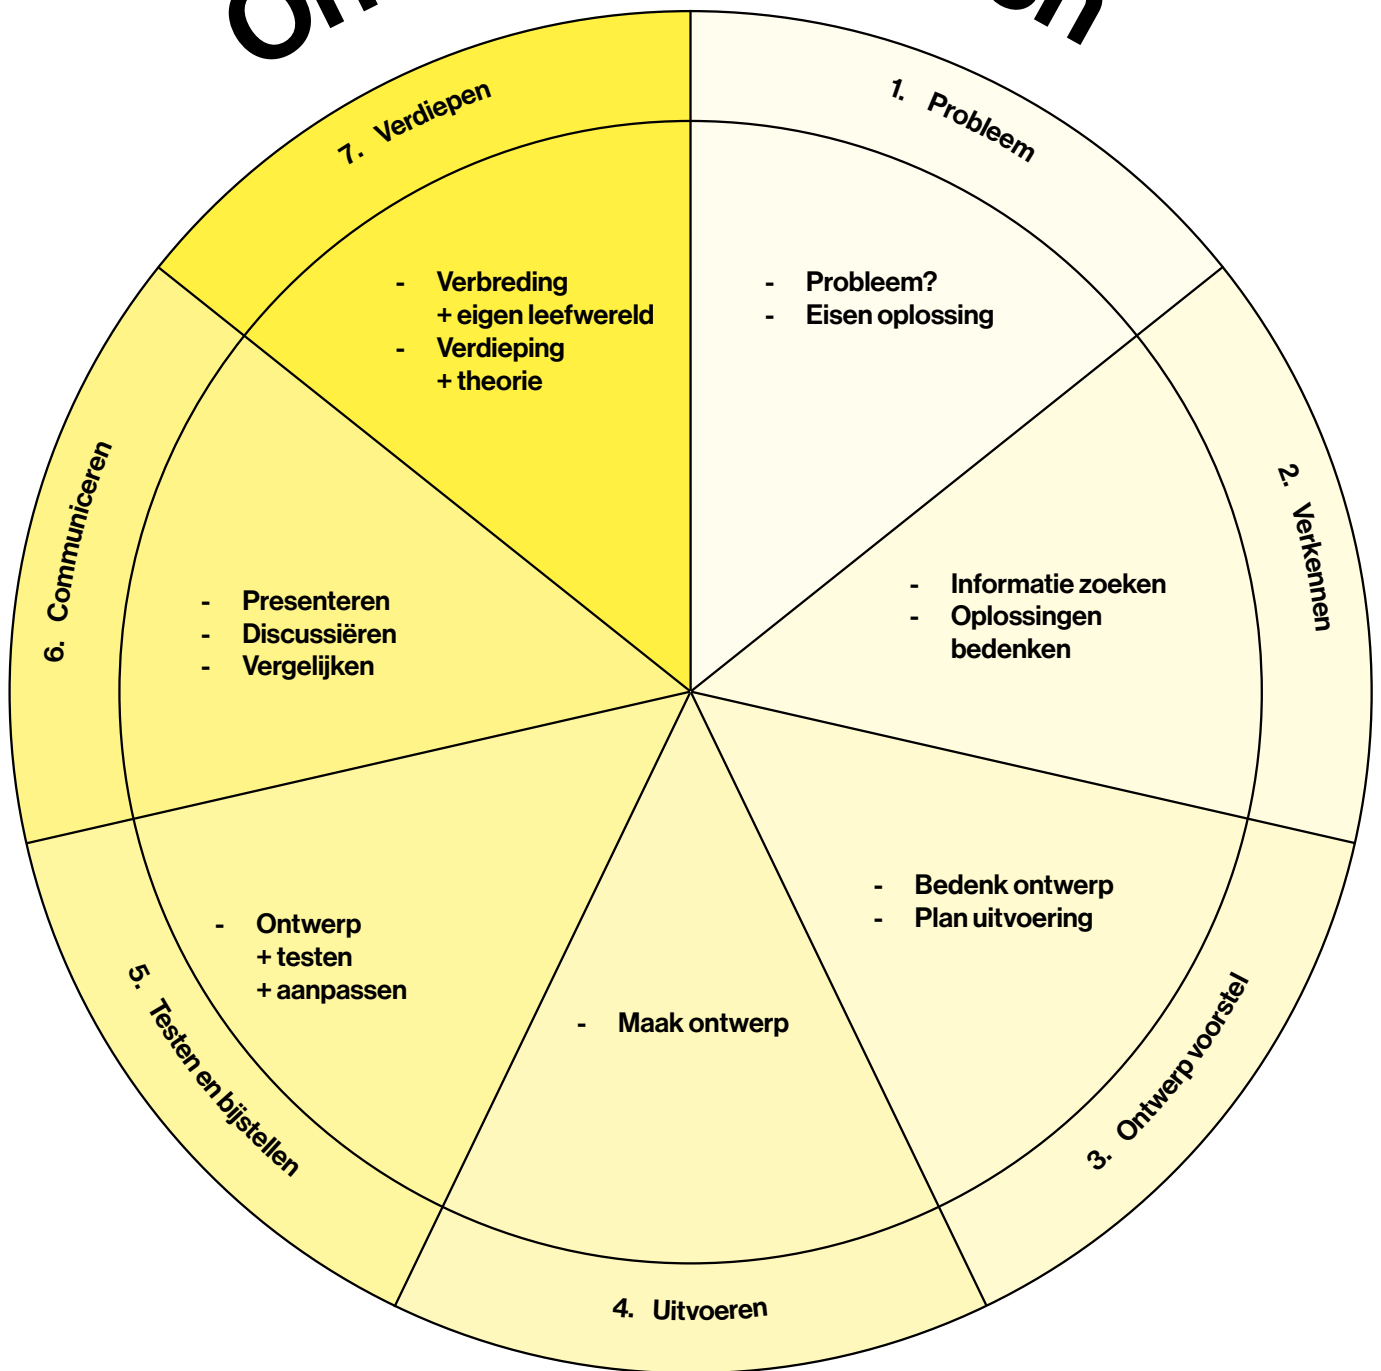 1. Probleem
- Probleem?
- Eisen oplossing
2. Verkennen
- Informatie zoeken
- Oplossingen
bedenken
3. Ontwerp voorstel
- Bedenk ontwerp
- Plan uitvoering
4. Uitvoeren
- Maak ontwerp
5. Testen en bijstellen
- Ontwerp
+ testen
+ aanpassen
6. Communiceren
- Presenteren
- Discussiëren
- Vergelijken
7. Verdiepen
- Verbreding
+ eigen leefwereld
- Verdieping
+ theorie